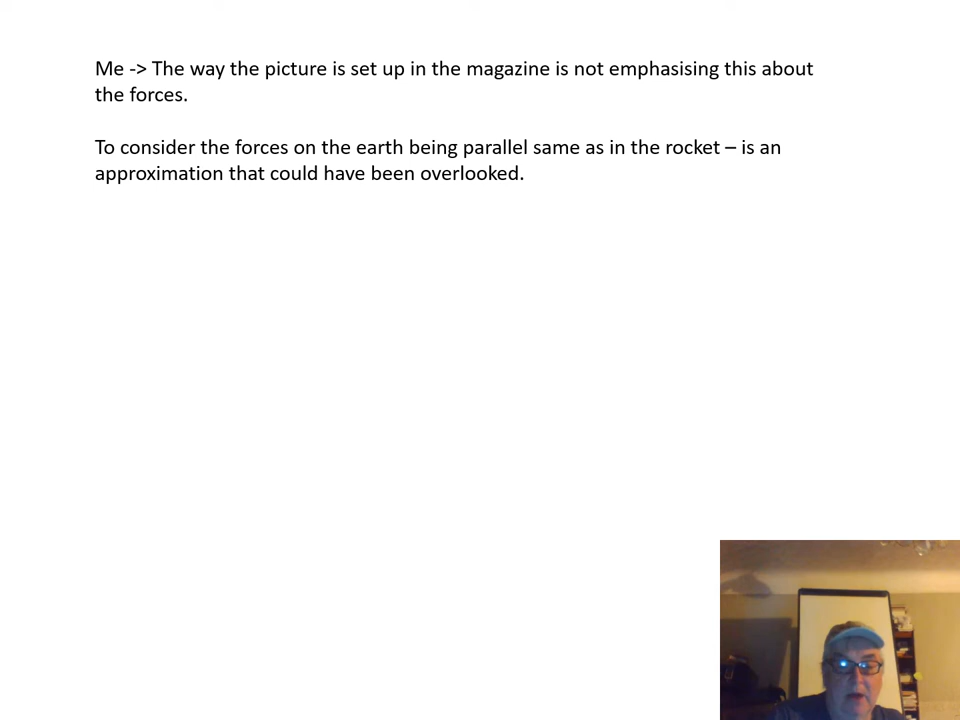 Me -> The way the picture is set up in the magazine is not emphasising this about
the forces.
To consider the forces on the earth being parallel same as in the rocket – is an
approximation that could have been overlooked.